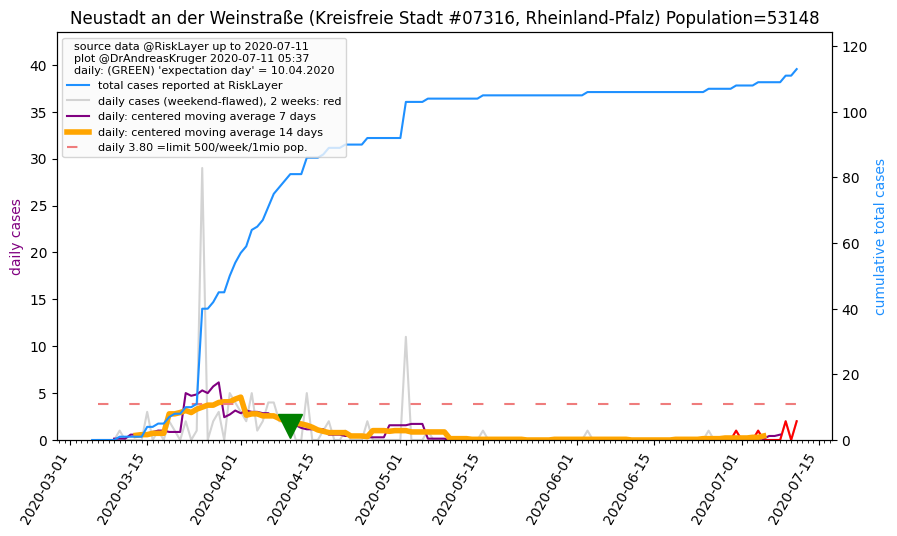 Neustadt an der Weinstraße (Kreisfreie Stadt #07316, Rheinland-Pfalz) Population=53148
source data @RiskLayer up to 2020-07-11
plot @DrAndreasKruger 2020-07-11 05:37
daily: (GREEN) 'expectation day' = 10.04.2020
total cases reported at RiskLayer
daily cases (weekend-flawed), 2 weeks: red
daily: centered moving average 7 days
daily: centered moving average 14 days
daily 3.80 =limit 500/week/1mio pop.
daily cases
40
35
30
25
20
15
10
5
0
cumulative total cases
120
100
80
60
40
20
0
2020-03-01
2020-03-15
2020-04-01
2020-04-15
2020-05-01
2020-05-15
2020-06-01
2020-06-15
2020-07-01
2020-07-15